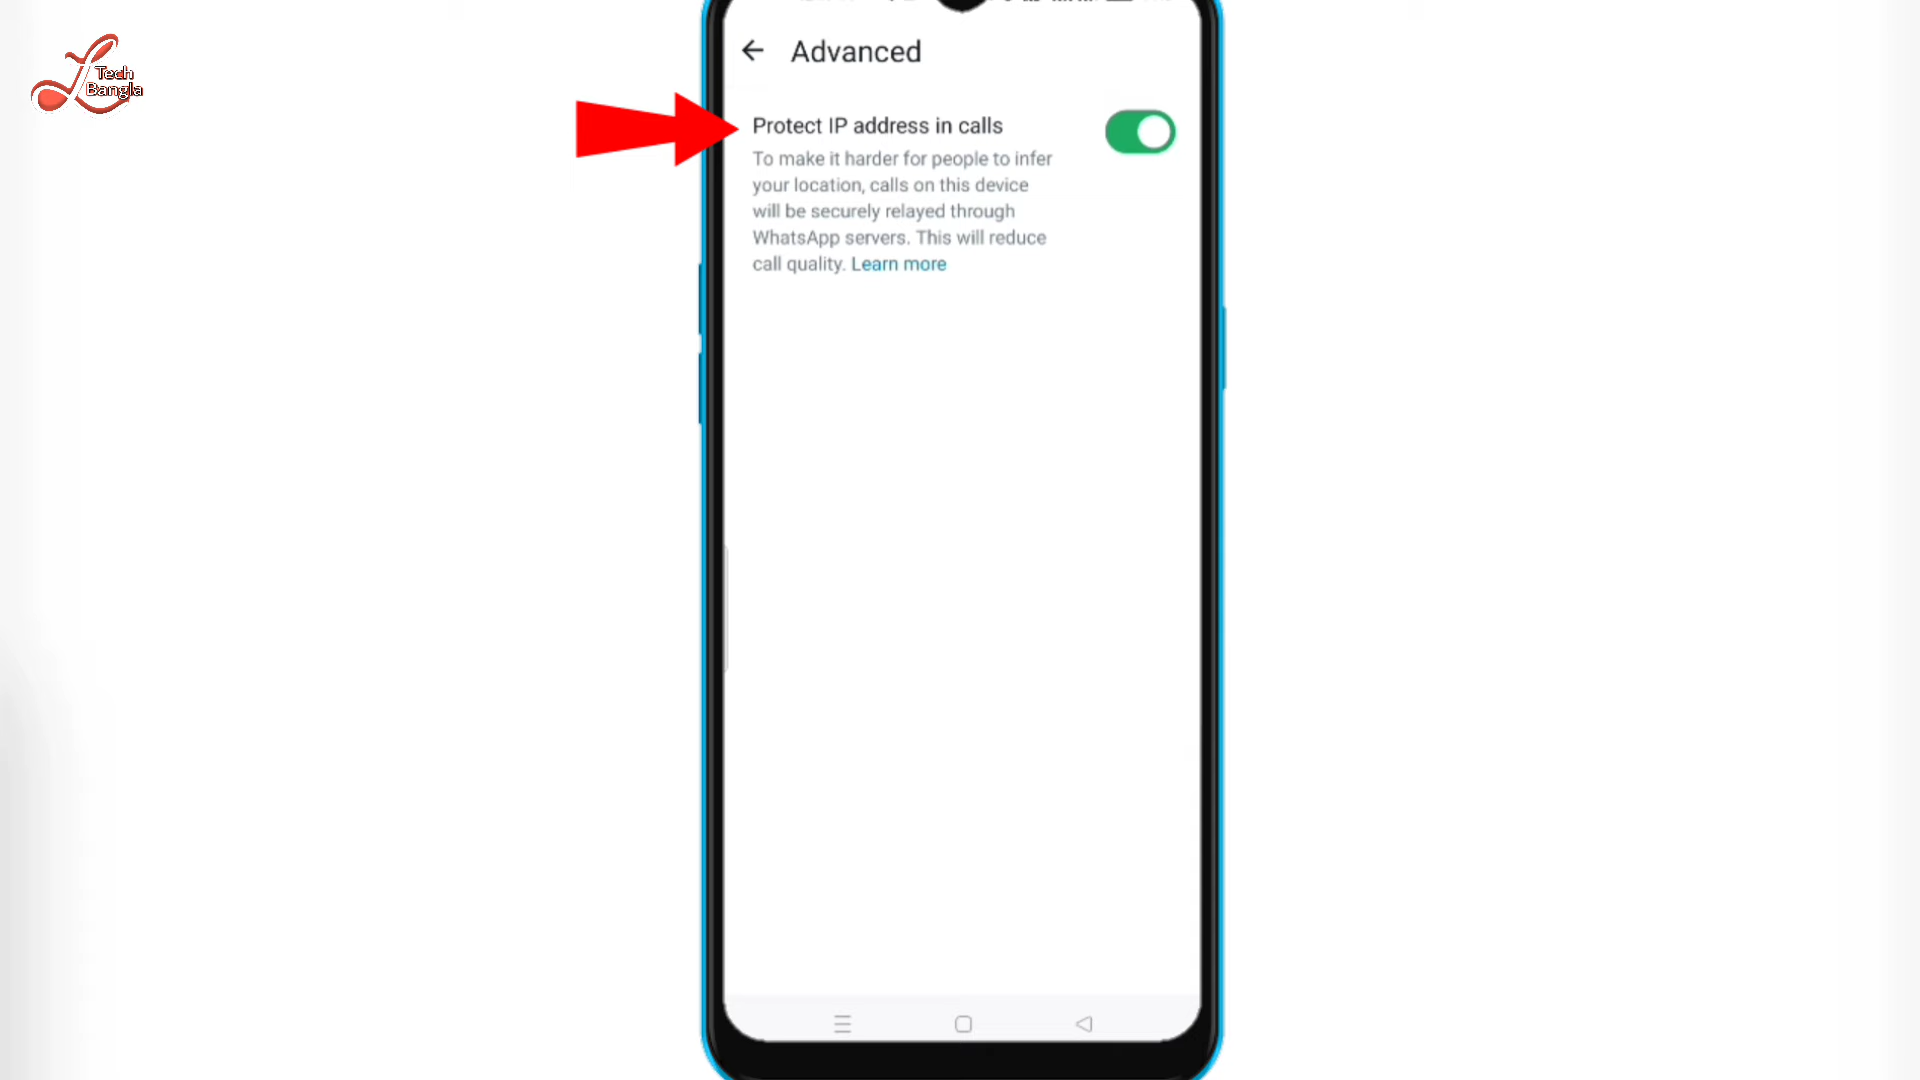 Tech
Bangla
Advanced
Protect IP address in calls
To make it harder for people to infer
your location, calls on this device
will be securely relayed through
WhatsApp servers. This will reduce
call quality. Learn more